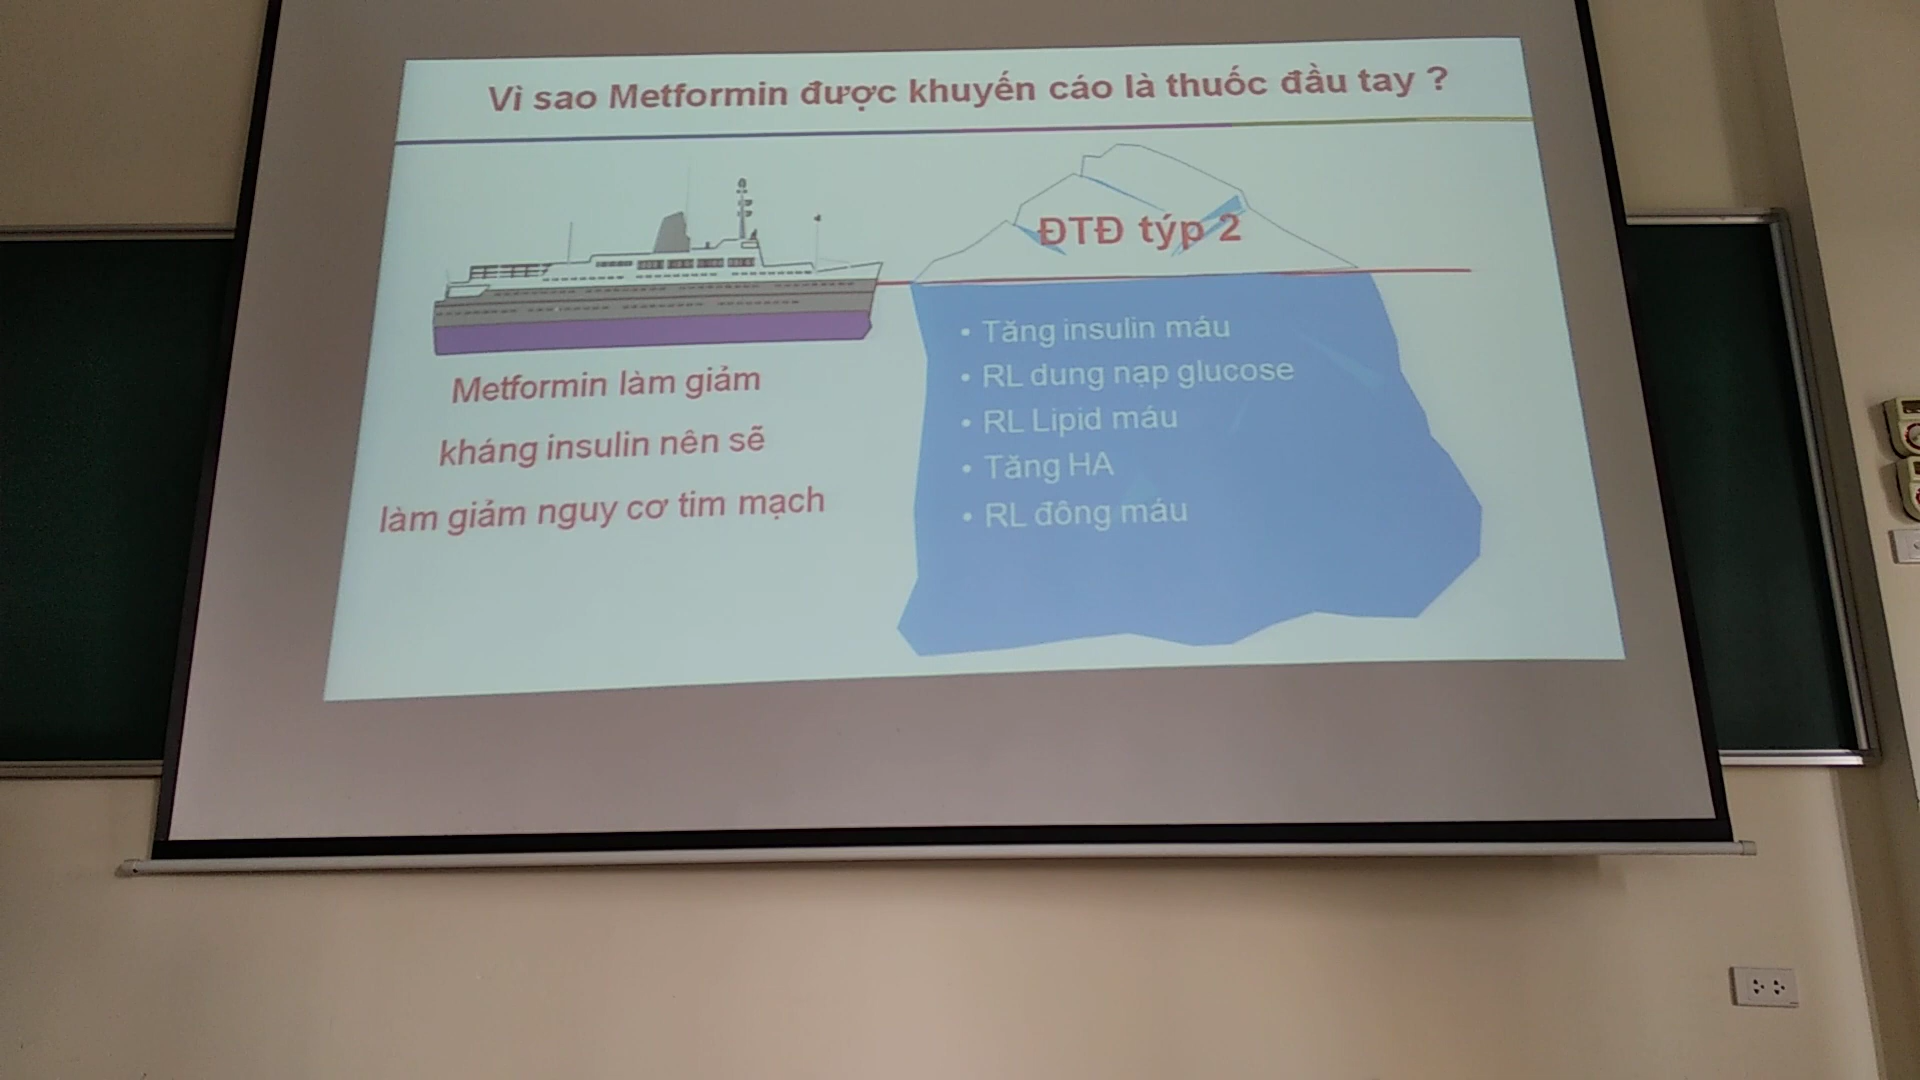 Vì sao Metformin được khuyến cáo là thuốc đầu tay ?
ĐTĐ týp 2
Metformin làm giảm
kháng insulin nên sẽ
làm giảm nguy cơ tim mạch
• Tăng insulin máu
• RL dung nạp glucose
• RL Lipid máu
• Tăng HA
• RL đông máu